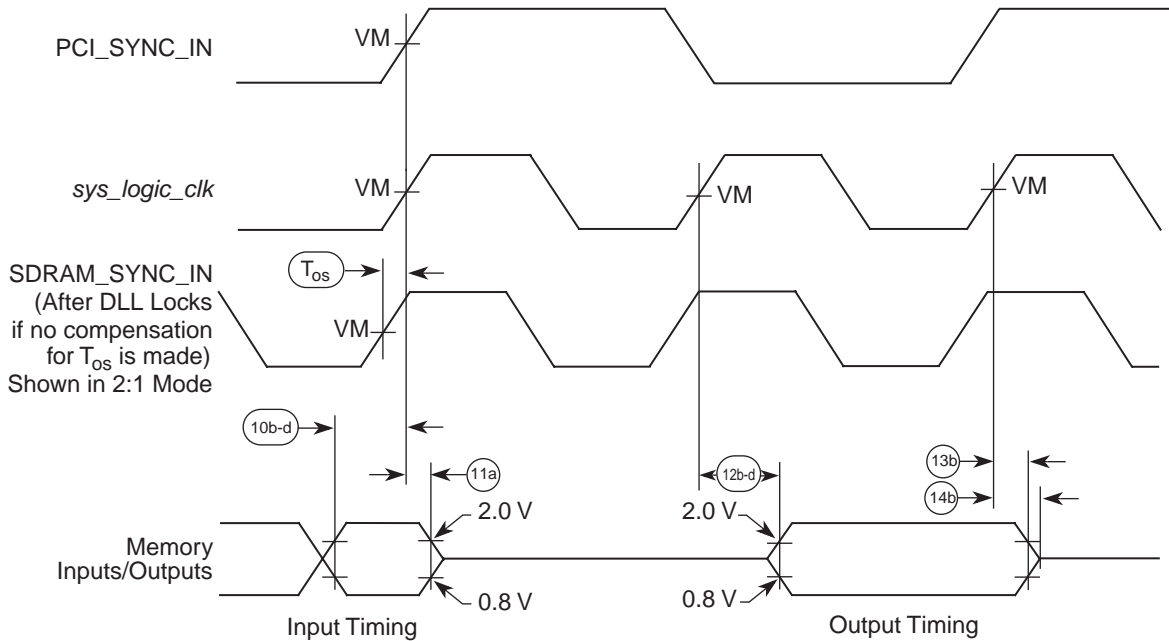 PCI_SYNC_IN
VM
sys_logic_clk
VM
VM
VM
SDRAM_SYNC_IN
(After DLL Locks
if no compensation
for Tos is made)
Shown in 2:1 Mode
Tos
VM
10b-d
11a
12b-d
13b
14b
Memory
Inputs/Outputs
2.0 V
0.8 V
2.0 V
0.8 V
Input Timing
Output Timing